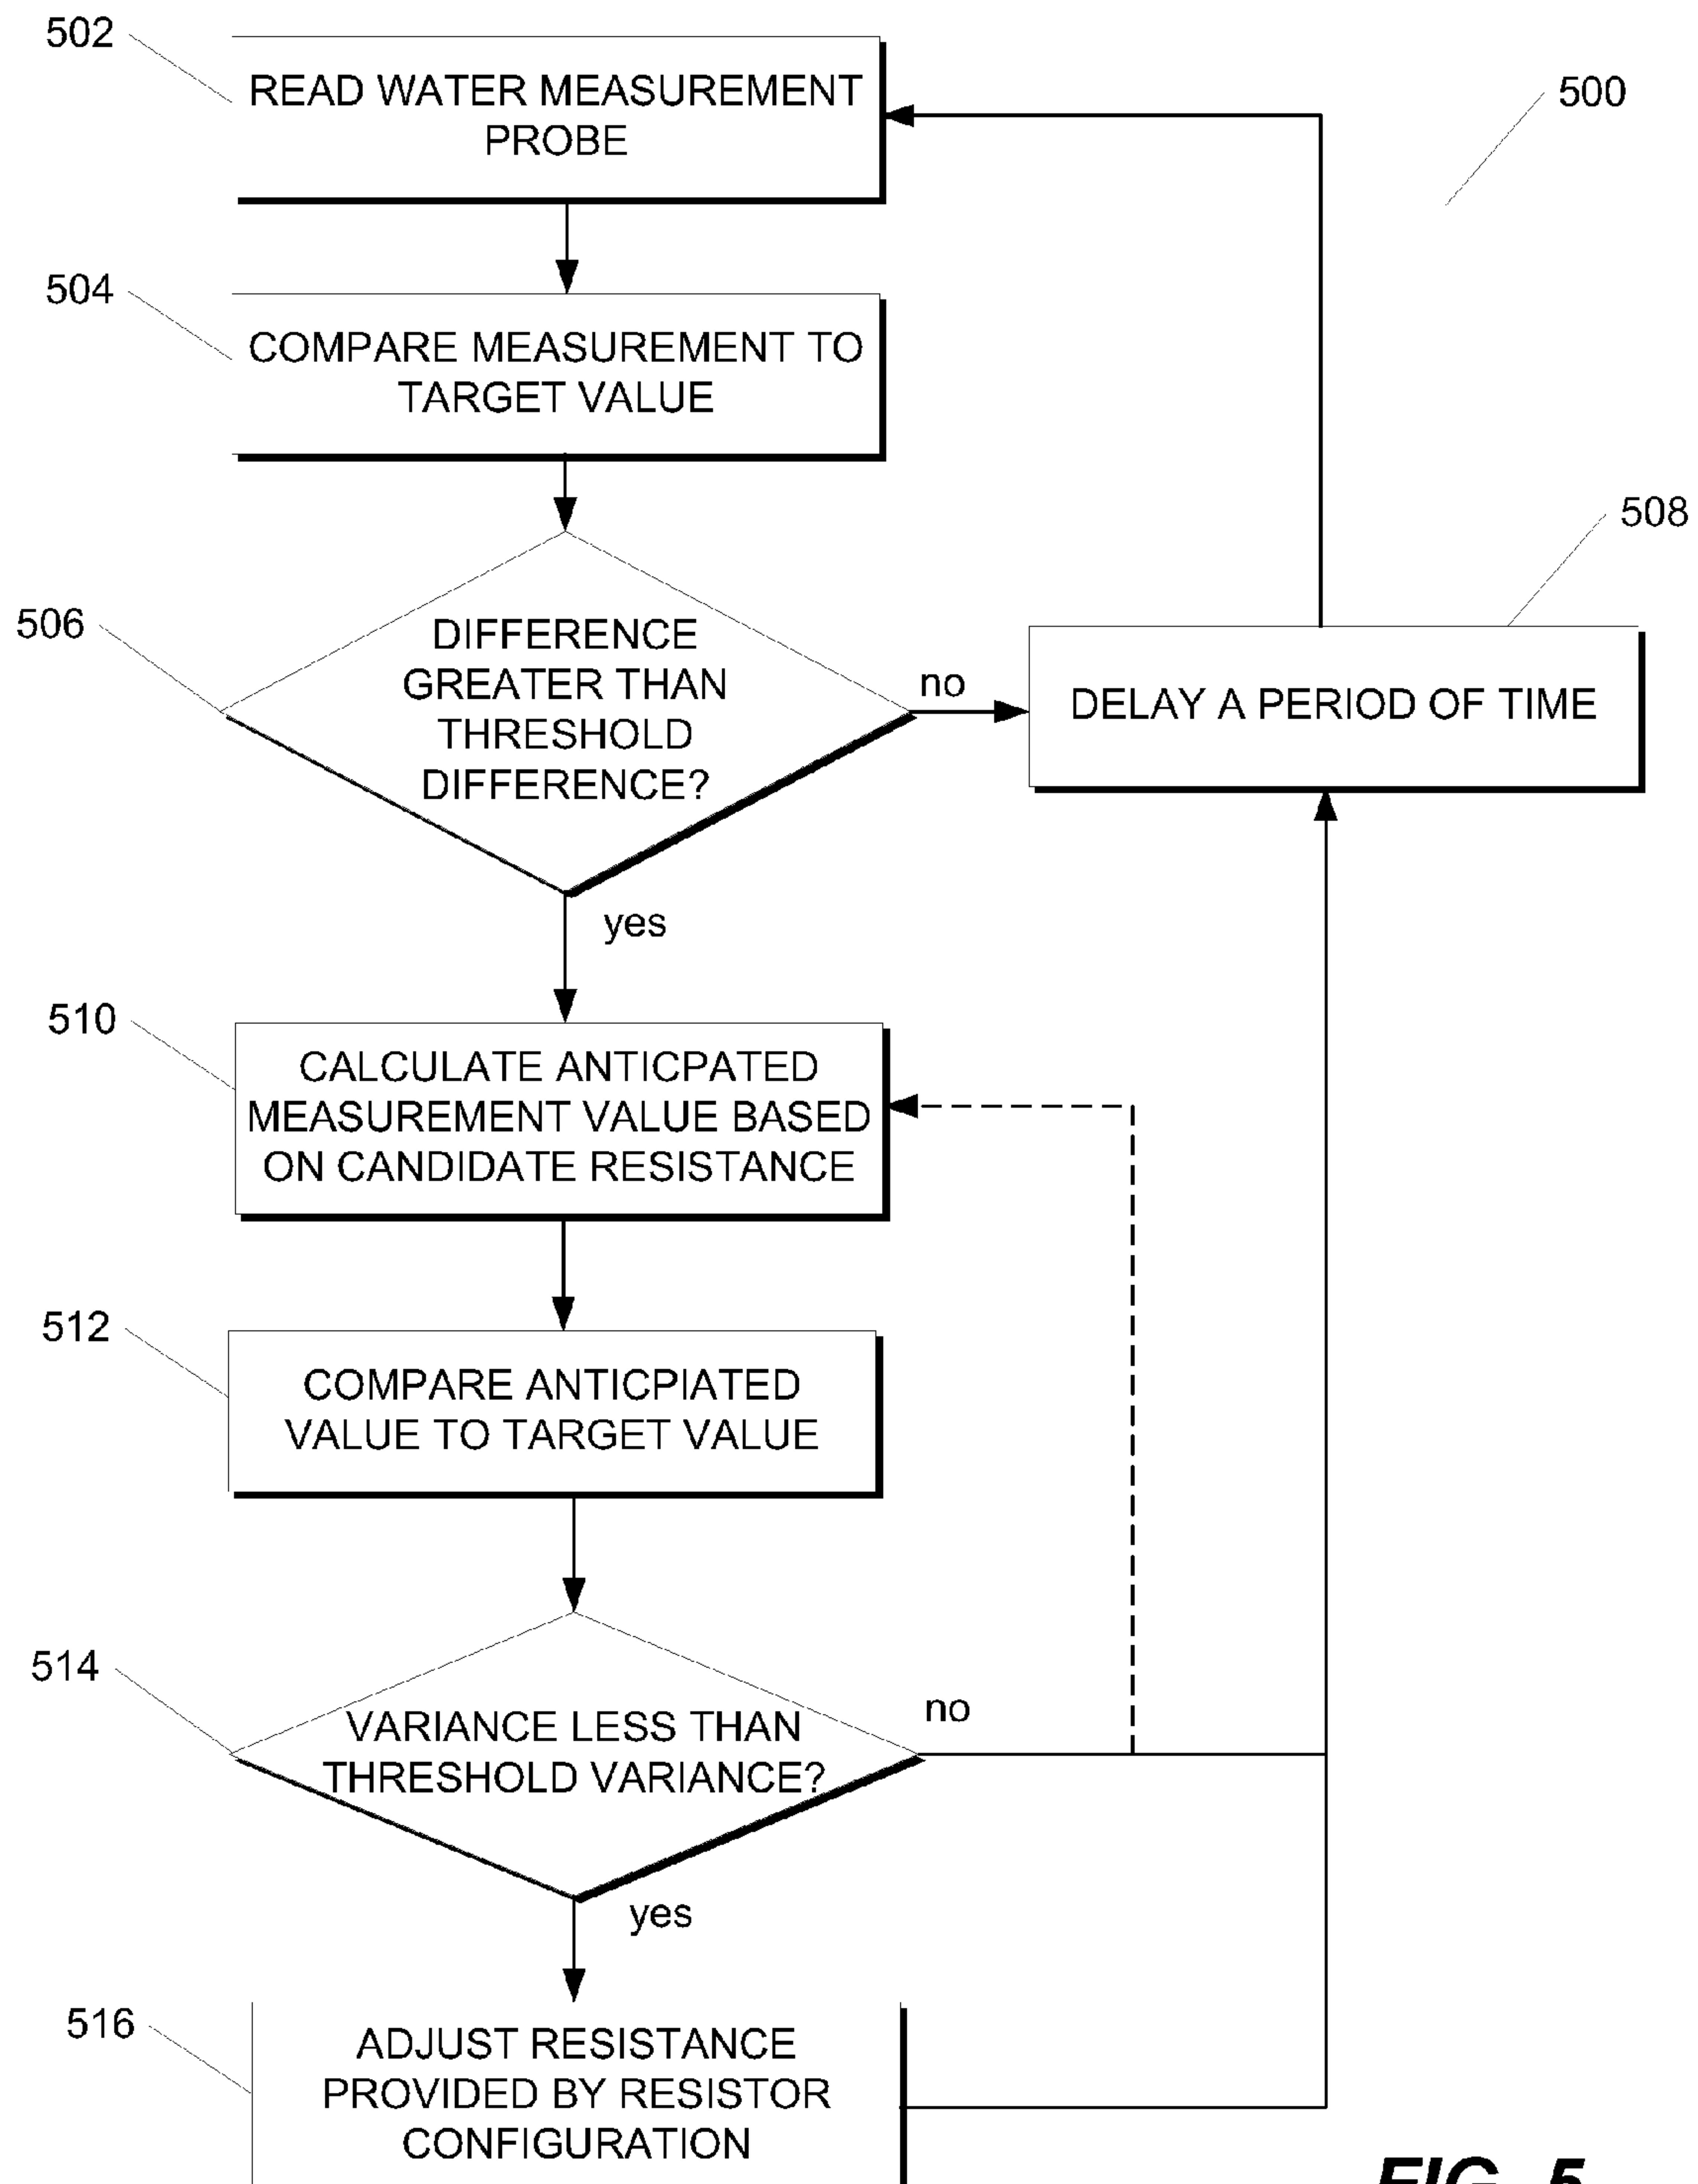 502
READ WATER MEASUREMENT
PROBE
500
504
COMPARE MEASUREMENT TO
TARGET VALUE
508
506
DIFFERENCE
GREATER THAN
THRESHOLD
DIFFERENCE?
no
DELAY A PERIOD OF TIME
yes
510
CALCULATE ANTICPATED
MEASUREMENT VALUE BASED
ON CANDIDATE RESISTANCE
512
COMPARE ANTICPIATED
VALUE TO TARGET VALUE
514
VARIANCE LESS THAN
THRESHOLD VARIANCE?
no
yes
516
ADJUST RESISTANCE
PROVIDED BY RESISTOR
CONFIGURATION
FIG. 5